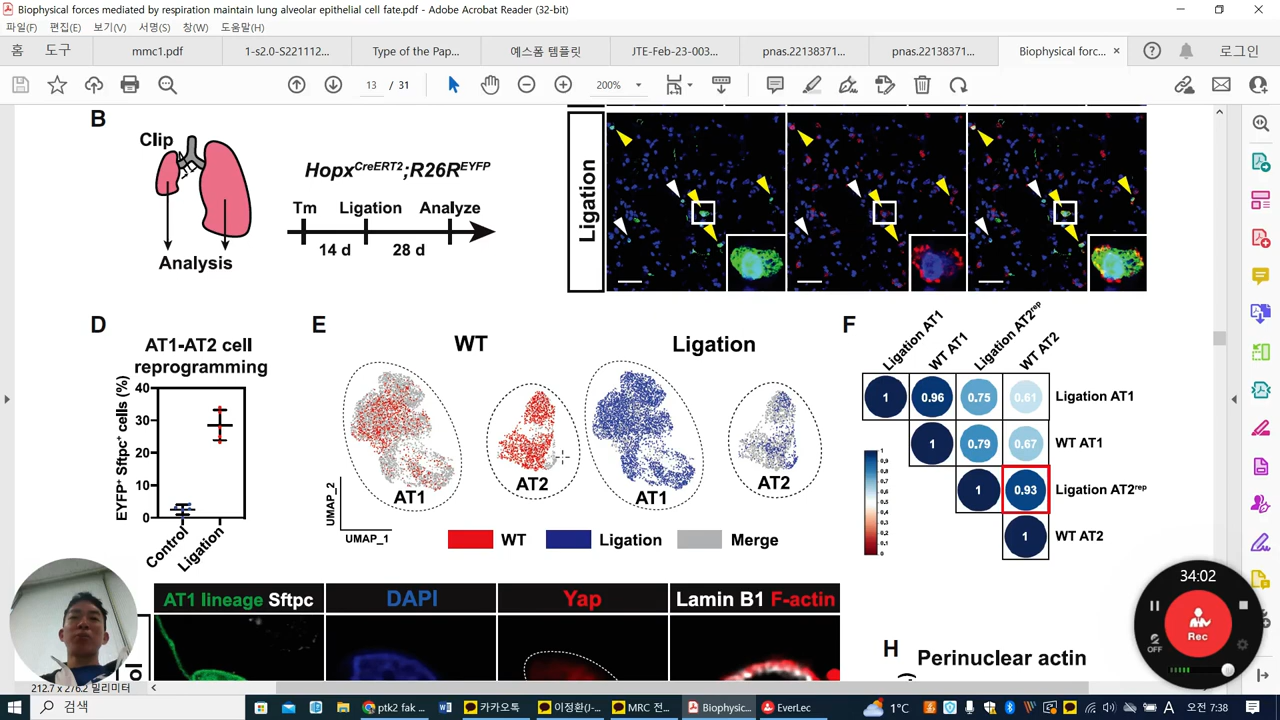 Biophysical forces mediated by respiration maintain lung alveolar epithelial cell fate.pdf - Adobe Acrobat Reader (32-bit)
파일(F) 편집(E) 보기(V) 서명(S) 창(W) 도움말(H)
홈 도구 mmc1.pdf 1-s2.0-S221112... Type of the Pap... 예스폼 템플릿 JTE-Feb-23-003... pnas.22138371... pnas.22138371... Biophysical forc... × 로그인
13 / 31 200%
B
Clip
Analysis
HopxCreERT2;R26REYFP
Tm Ligation Analyze
14 d 28 d
Ligation
D
AT1-AT2 cell
reprogramming
EYFP+ Sftpc+ cells (%)
40
30
20
10
0
Control
Ligation
E
WT Ligation
AT1 AT2 AT1 AT2
UMAP_2
UMAP_1
WT Ligation Merge
F
Ligation AT1
WT AT1
Ligation AT2rep
WT AT2
1 0.96 0.75 0.61 Ligation AT1
1 0.79 0.67 WT AT1
1 0.93 Ligation AT2rep
1 WT AT2
AT1 lineage Sftpc DAPI Yap Lamin B1 F-actin
H
Perinuclear actin
34:02
Rec
OFF
212.7 x 276.2 밀리미터
검색 ptk2 fak ... 카카오톡 이정환(J-... MRC 전... Biophysic... EverLec 1°C A 오전 7:38